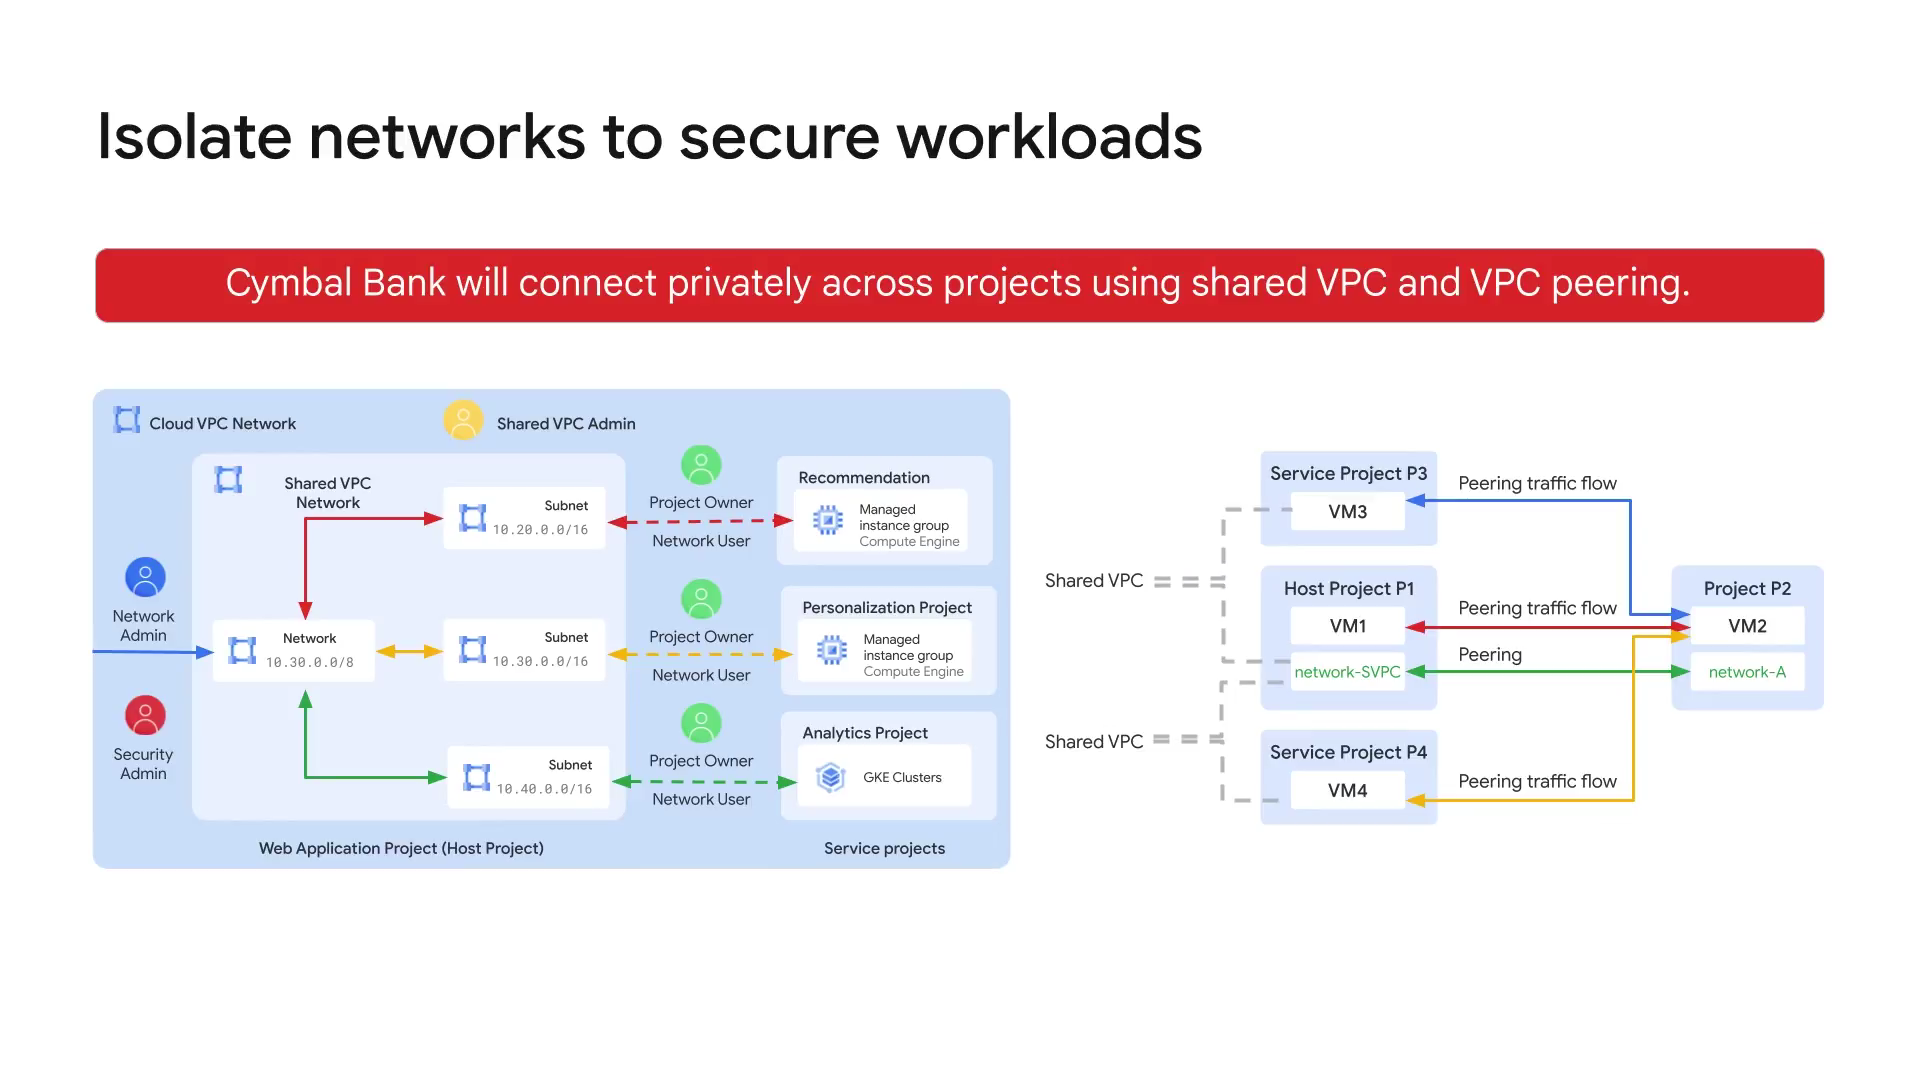 Isolate networks to secure workloads
Cymbal Bank will connect privately across projects using shared VPC and VPC peering.
Cloud VPC Network
Shared VPC Admin
Network
Admin
Security
Admin
Shared VPC
Network
Network
10.30.0.0/8
Subnet
10.20.0.0/16
Subnet
10.30.0.0/16
Subnet
10.40.0.0/16
Project Owner
Network User
Project Owner
Network User
Project Owner
Network User
Recommendation
Managed
instance group
Compute Engine
Personalization Project
Managed
instance group
Compute Engine
Analytics Project
GKE Clusters
Web Application Project (Host Project)
Service projects
Shared VPC
Shared VPC
Service Project P3
VM3
Host Project P1
VM1
network-SVPC
Service Project P4
VM4
Peering traffic flow
Peering traffic flow
Peering
Peering traffic flow
Project P2
VM2
network-A